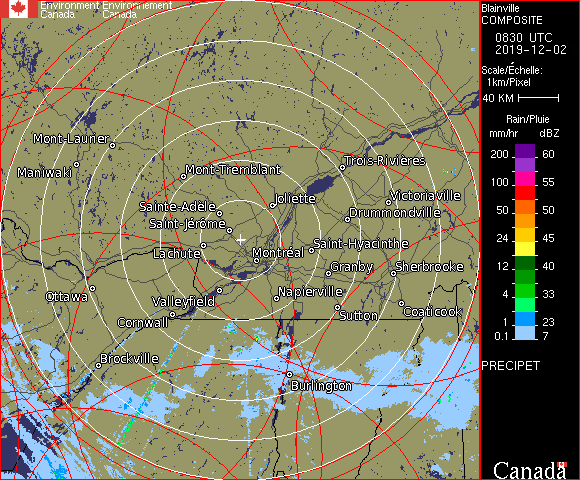 Environment Environnement
Canada Canada
Blainville
COMPOSITE
0830 UTC
2019-12-02
Scale/Échelle:
1km/Pixel
40 KM
Rain/Pluie
mm/hr dBZ
200 60
100 55
50 50
24 45
12 40
4 33
1 23
0.1 7
PRECIPET
Canada
Mont-Laurier
Maniwaki
Mont-Tremblant
Trois-Rivières
Joliette
Victoriaville
Sainte-Adèle
Drummondville
Saint-Jérôme
Saint-Hyacinthe
Lachute
Montréal
Granby
Sherbrooke
Ottawa
Valleyfield
Napierville
Coaticook
Sutton
Cornwall
Brockville
Burlington